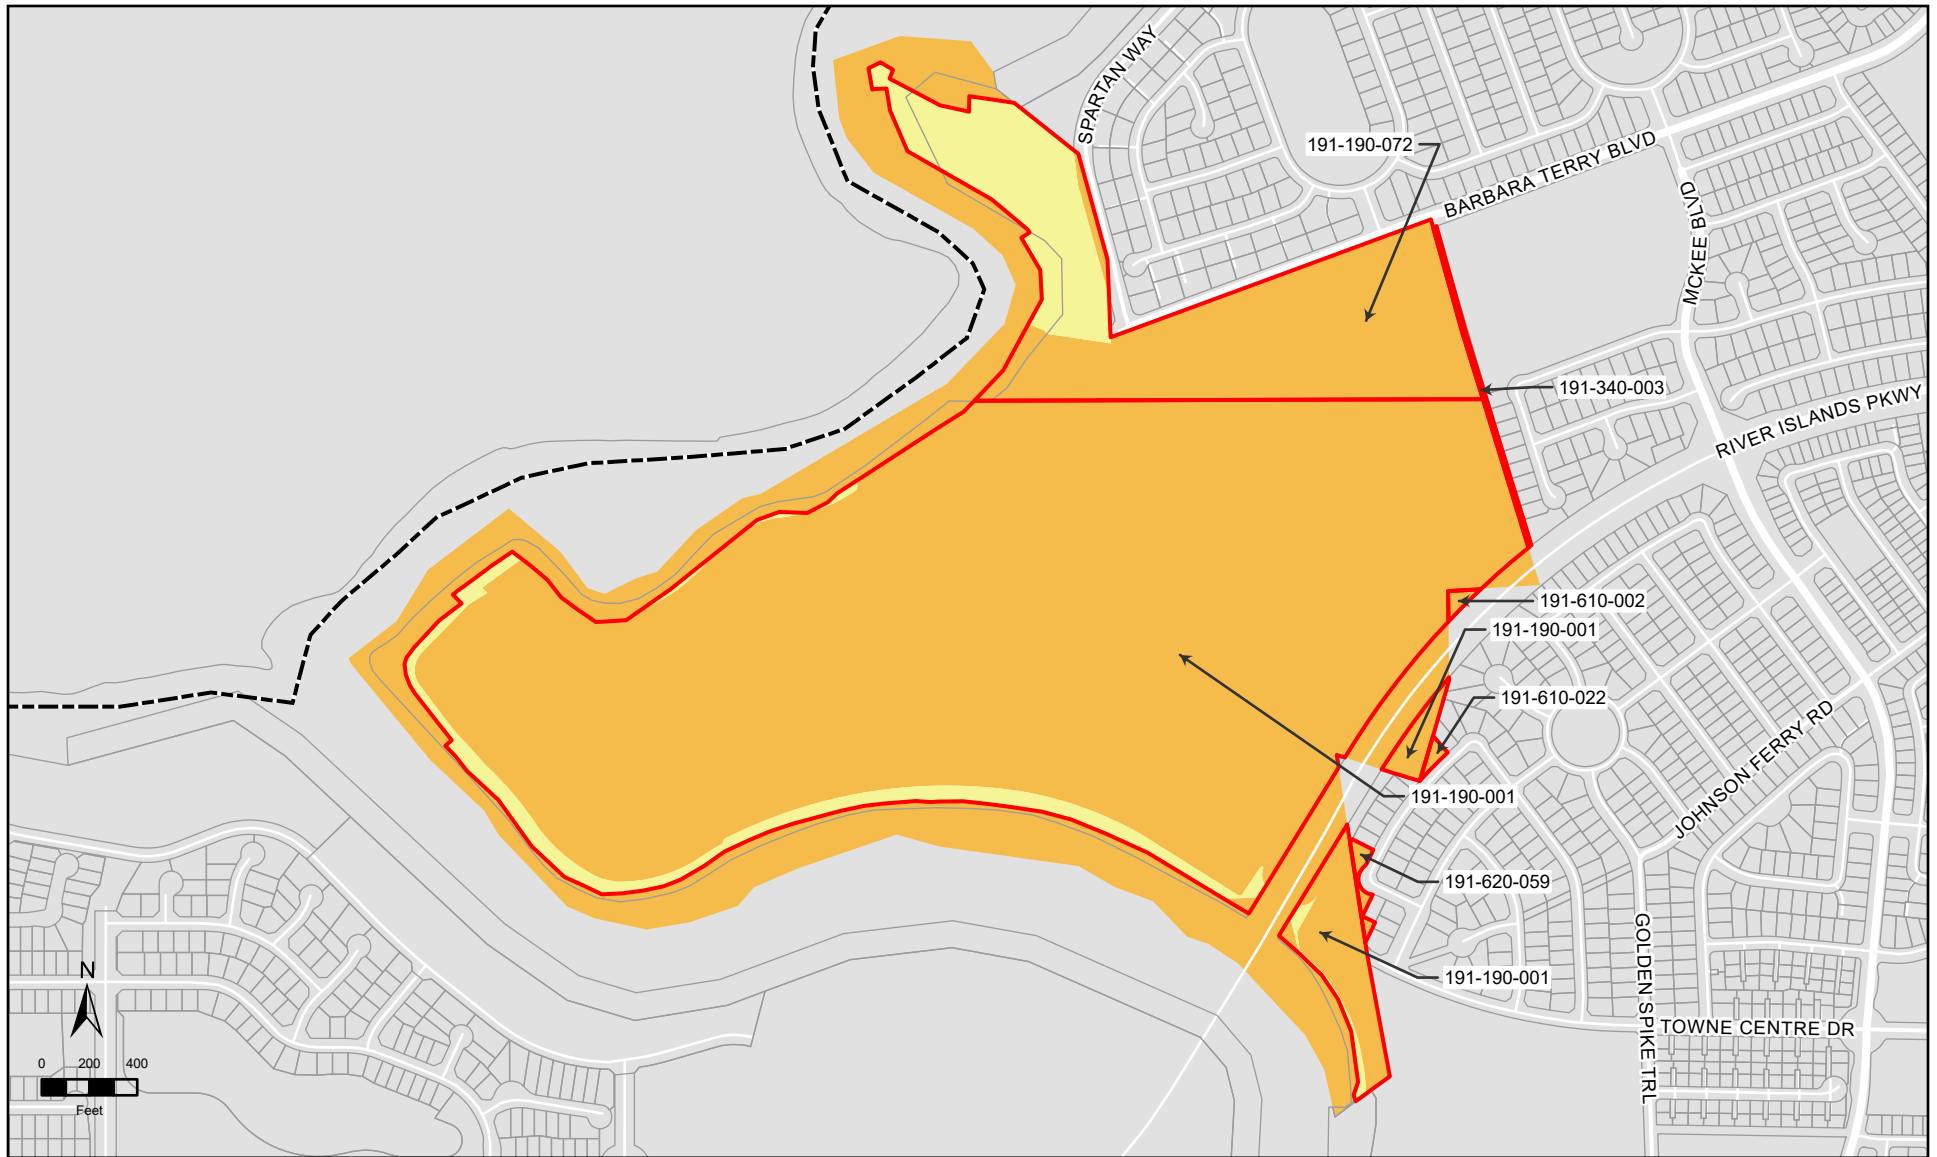 SPARTAN WAY
191-190-072
BARBARA TERRY BLVD
MCKEE BLVD
191-340-003
RIVER ISLANDS PKWY
191-610-002
191-190-001
191-610-022
JOHNSON FERRY RD
191-190-001
191-620-059
GOLDEN SPIKE TRL
191-190-001
TOWNE CENTRE DR
N
0 200 400
Feet